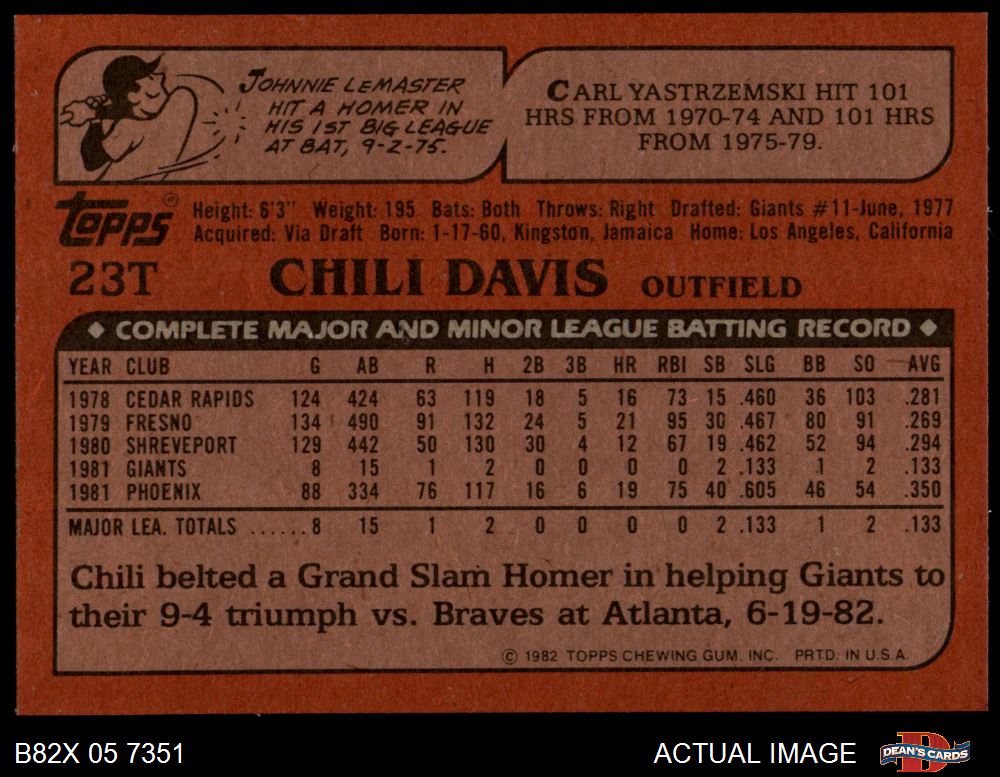 JOHNNIE LEMASTER
HIT A HOMER IN
HIS 1ST BIG LEAGUE
AT BAT, 9-2-75.
CARL YASTRZEMSKI HIT 101
HRS FROM 1970-74 AND 101 HRS
FROM 1975-79.
Topps®
Height: 6'3" Weight: 195 Bats: Both Throws: Right Drafted: Giants #11-June, 1977
Acquired: Via Draft Born: 1-17-60, Kingston, Jamaica Home: Los Angeles, California
23T CHILI DAVIS OUTFIELD
◆ COMPLETE MAJOR AND MINOR LEAGUE BATTING RECORD ◆
YEAR CLUB G AB R H 2B 3B HR RBI SB SLG BB SO AVG
1978 CEDAR RAPIDS 124 424 63 119 18 5 16 73 15 .460 36 103 .281
1979 FRESNO 134 490 91 132 24 5 21 95 30 .467 80 91 .269
1980 SHREVEPORT 129 442 50 130 30 4 12 67 19 .462 52 94 .294
1981 GIANTS 8 15 1 2 0 0 0 0 2 .133 1 2 .133
1981 PHOENIX 88 334 76 117 16 6 19 75 40 .605 46 54 .350
MAJOR LEA. TOTALS ......8 15 1 2 0 0 0 0 2 .133 1 2 .133
Chili belted a Grand Slam Homer in helping Giants to
their 9-4 triumph vs. Braves at Atlanta, 6-19-82.
© 1982 TOPPS CHEWING GUM, INC. PRTD. IN U.S.A.
B82X 05 7351 ACTUAL IMAGE DEAN'S CARDS